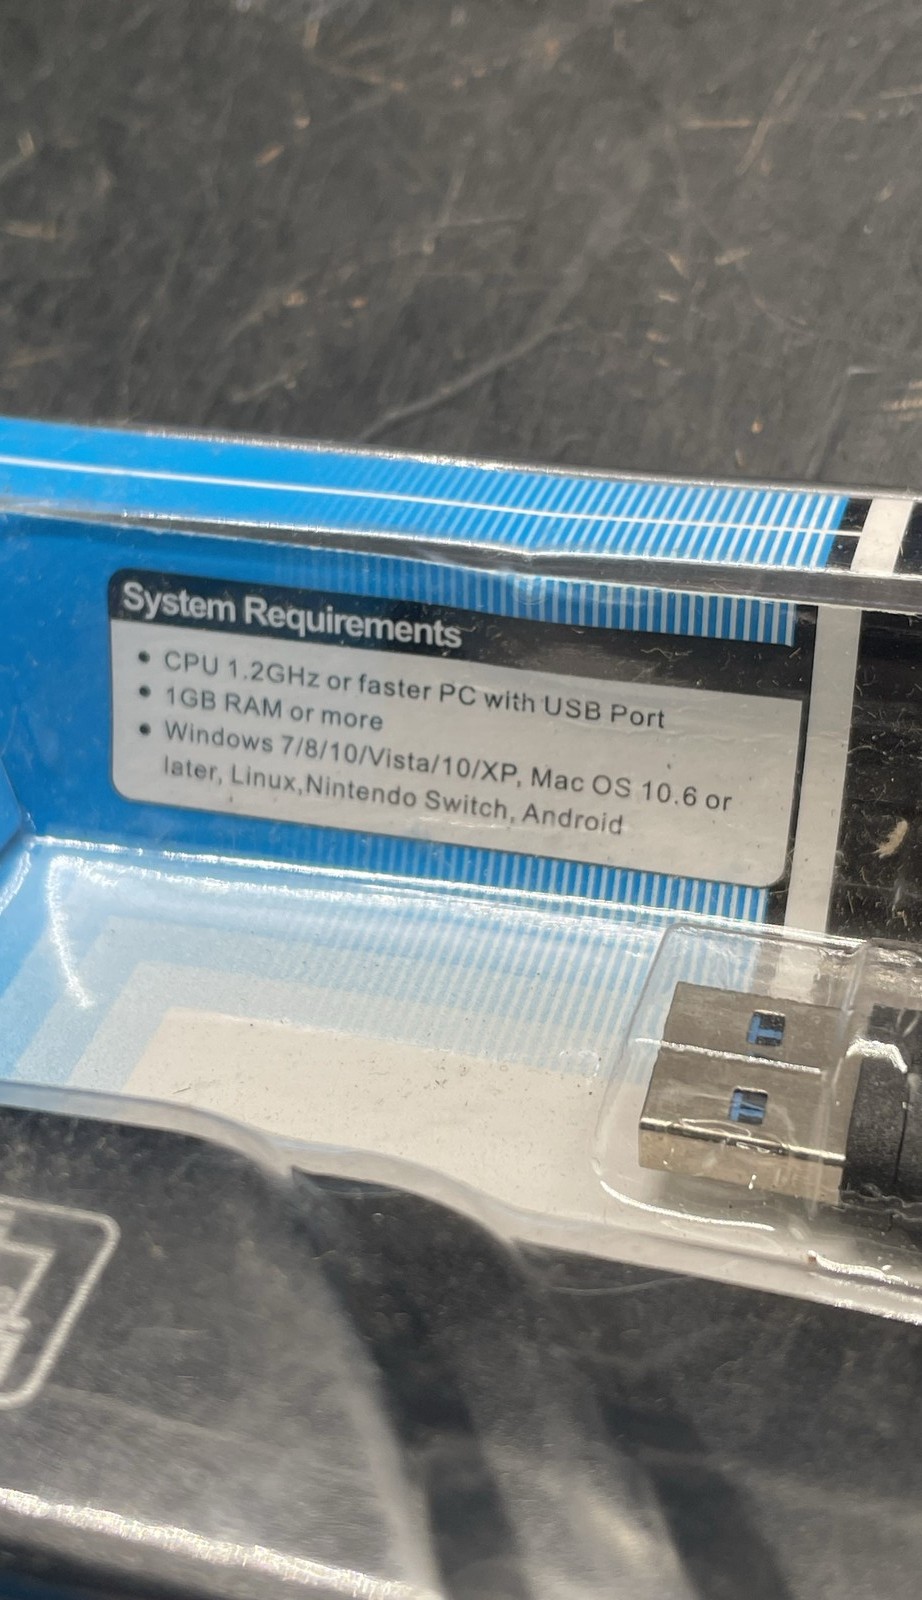 System Requirements
• CPU 1.2GHz or faster PC with USB Port
• 1GB RAM or more
• Windows 7/8/10/Vista/10/XP, Mac OS 10.6 or
later, Linux,Nintendo Switch, Android